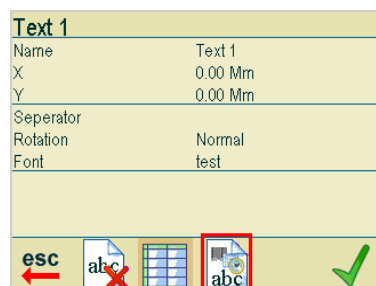 Text 1
Name Text 1
X 0.00 Mm
Y 0.00 Mm
Seperator
Rotation Normal
Font test
esc abc abc